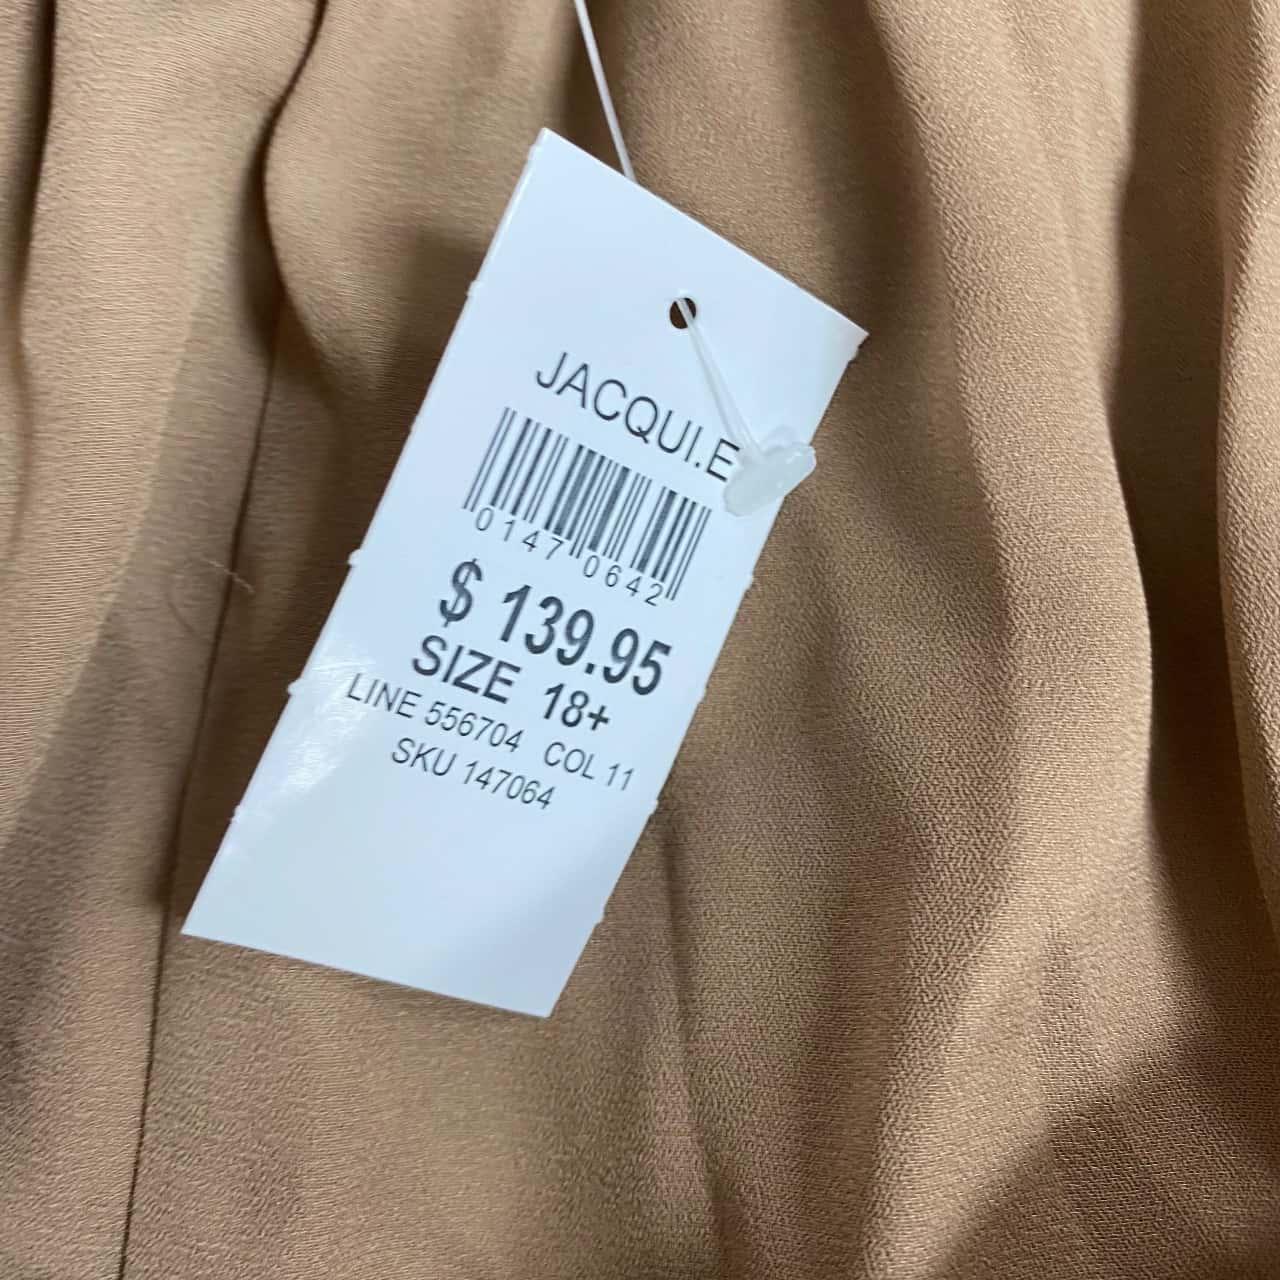 JACQUI.E
0147 0642
$ 139.95
SIZE 18+
LINE 556704 COL 11
SKU 147064